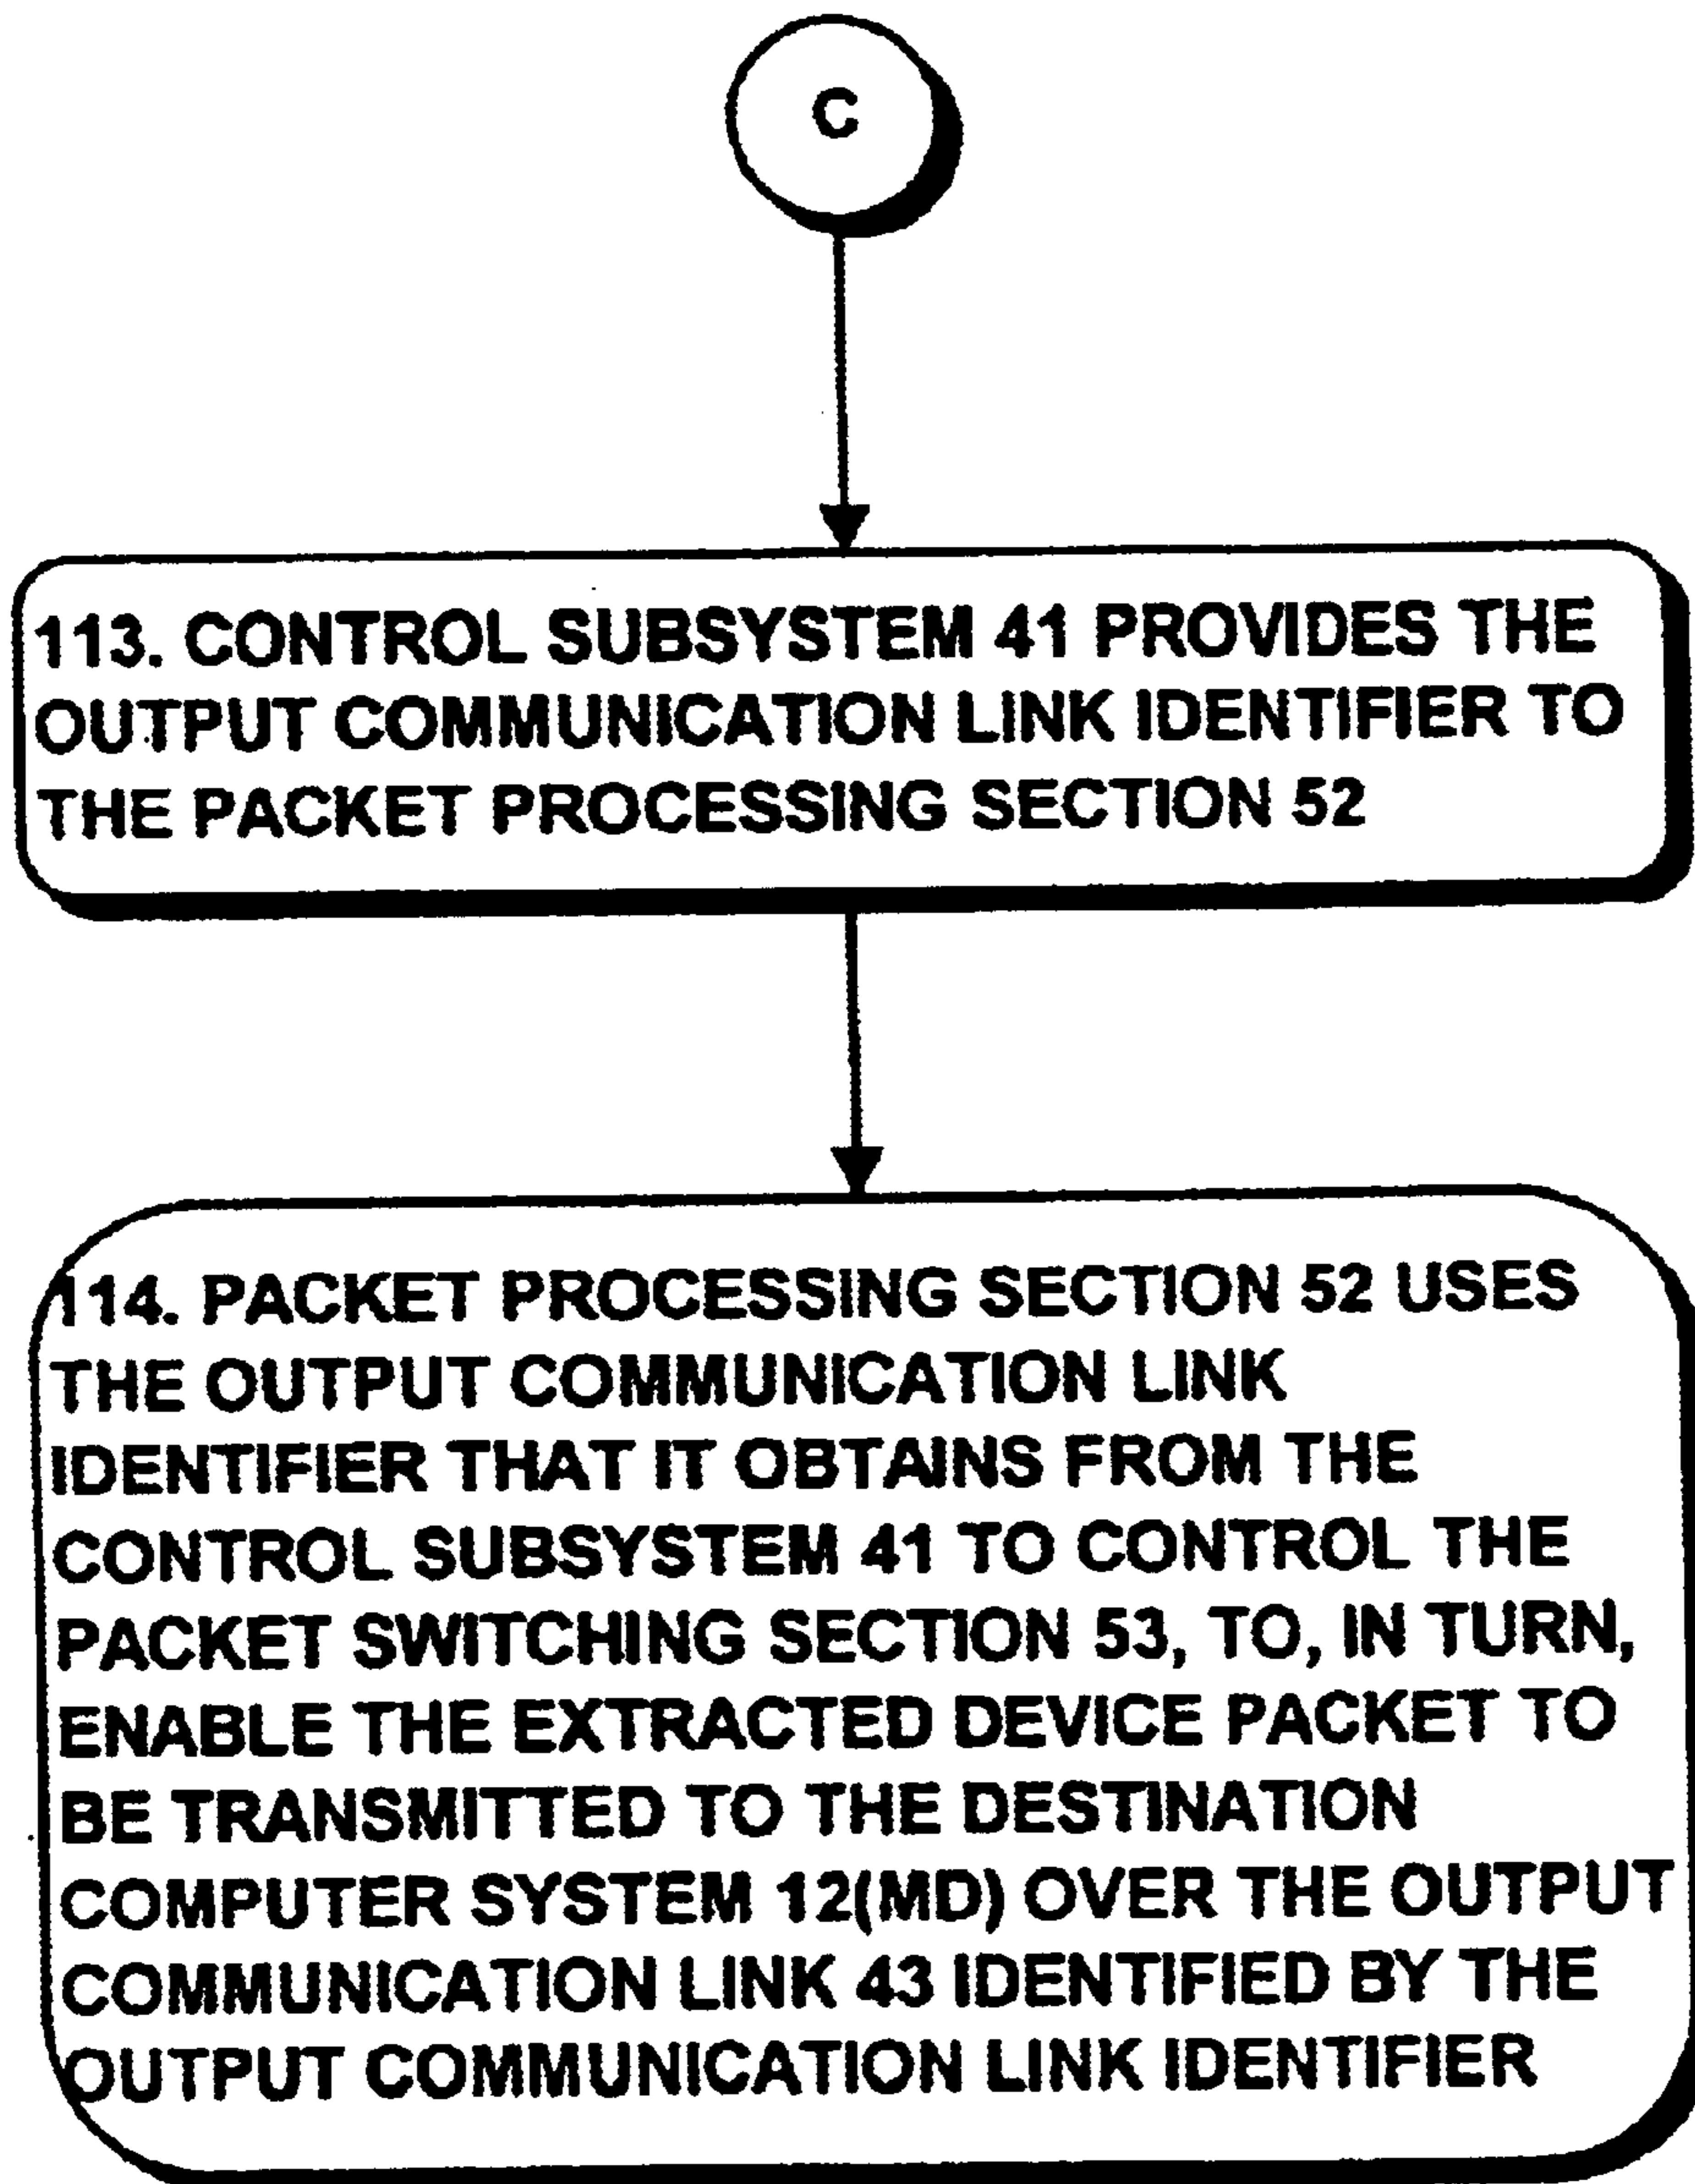 C
113. CONTROL SUBSYSTEM 41 PROVIDES THE
OUTPUT COMMUNICATION LINK IDENTIFIER TO
THE PACKET PROCESSING SECTION 52
114. PACKET PROCESSING SECTION 52 USES
THE OUTPUT COMMUNICATION LINK
IDENTIFIER THAT IT OBTAINS FROM THE
CONTROL SUBSYSTEM 41 TO CONTROL THE
PACKET SWITCHING SECTION 53, TO, IN TURN,
ENABLE THE EXTRACTED DEVICE PACKET TO
BE TRANSMITTED TO THE DESTINATION
COMPUTER SYSTEM 12(MD) OVER THE OUTPUT
COMMUNICATION LINK 43 IDENTIFIED BY THE
OUTPUT COMMUNICATION LINK IDENTIFIER